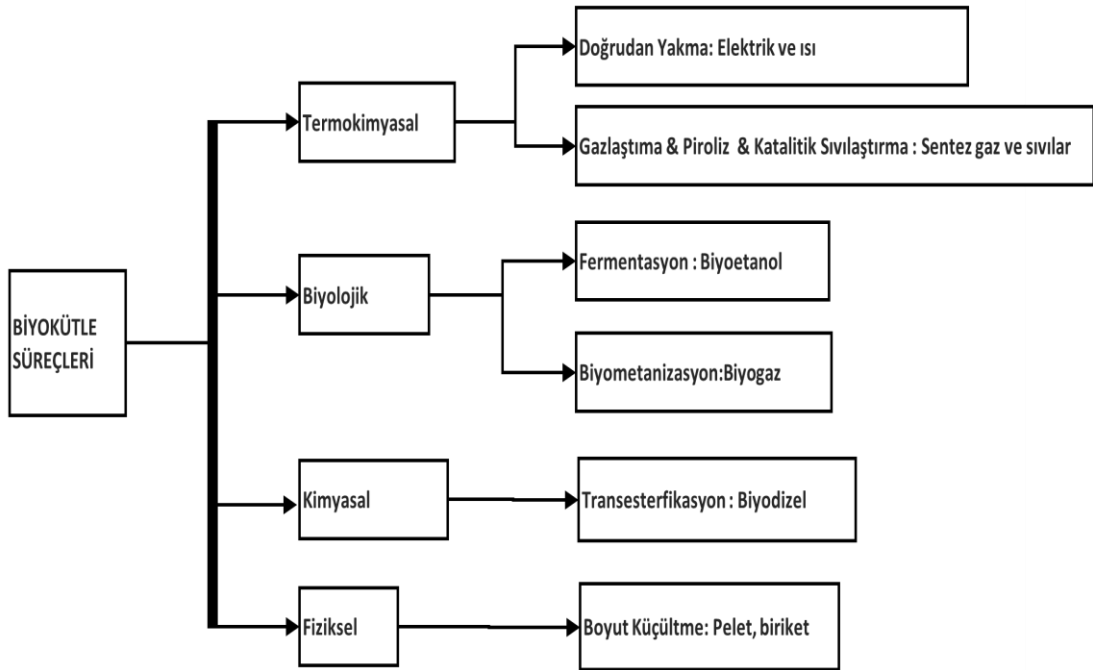 BİYOKÜTLE
SÜREÇLERİ
Termokimyasal
Doğrudan Yakma: Elektrik ve ısı
Gazlaştıma & Piroliz & Katalitik Sıvılaştırma : Sentez gaz ve sıvılar
Biyolojik
Fermentasyon : Biyoetanol
Biyometanizasyon:Biyogaz
Kimyasal
Transesterfikasyon : Biyodizel
Fiziksel
Boyut Küçültme: Pelet, biriket